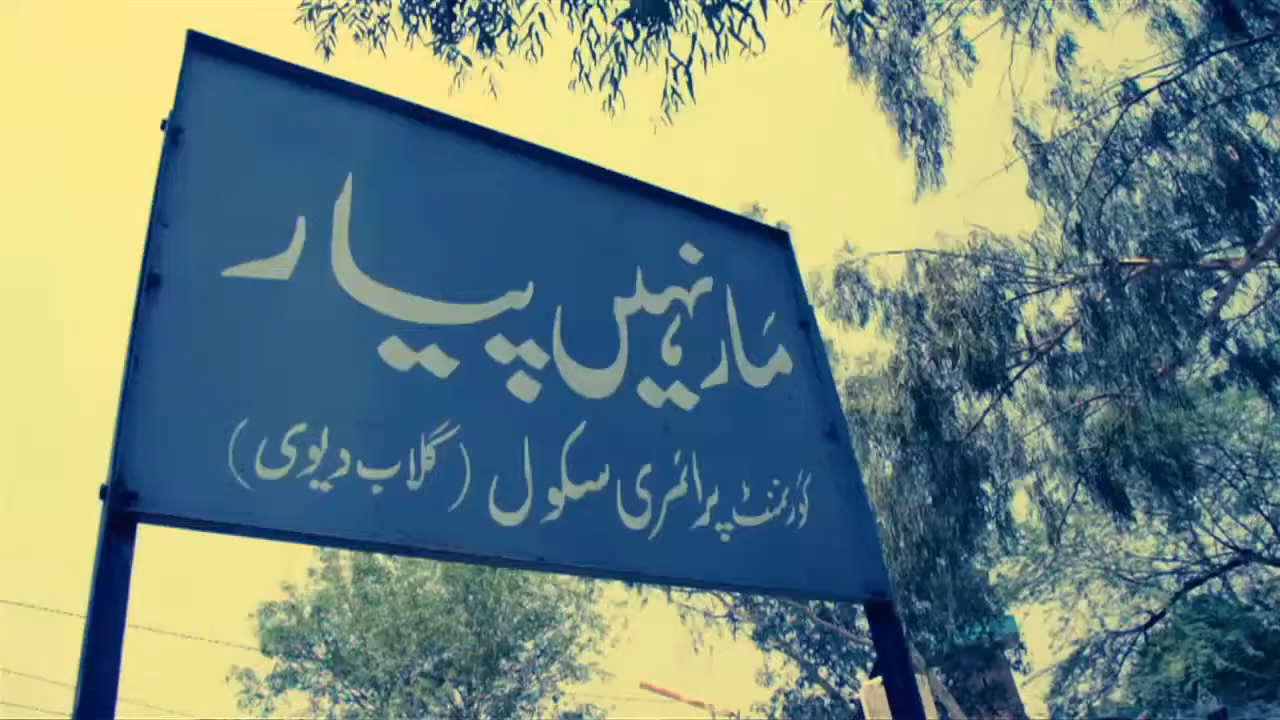 مار نہیں پیار
گورنمنٹ پرائمری سکول (گلاب دیوی)